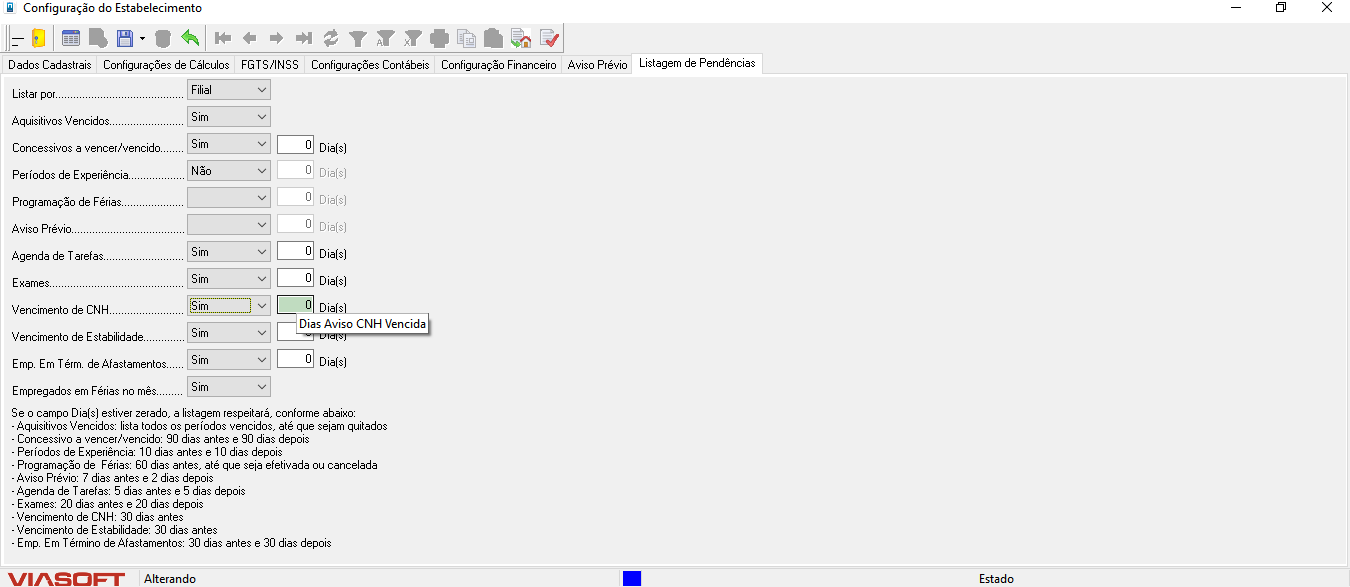 Configuração do Estabelecimento
Dados Cadastrais Configurações de Cálculos FGTS/INSS Configurações Contábeis Configuração Financeiro Aviso Prévio Listagem de Pendências
Listar por........................................... Filial
Aquisitivos Vencidos......................... Sim
Concessivos a vencer/vencido........ Sim 0 Dia(s)
Períodos de Experiência................... Não 0 Dia(s)
Programação de Férias..................... 0 Dia(s)
Aviso Prévio...................................... 0 Dia(s)
Agenda de Tarefas........................... Sim 0 Dia(s)
Exames............................................. Sim 0 Dia(s)
Vencimento de CNH......................... Sim 0 Dia(s)
Dias Aviso CNH Vencida
Vencimento de Estabilidade............. Sim 0 Dia(s)
Emp. Em Térm. de Afastamentos...... Sim 0 Dia(s)
Empregados em Férias no mês......... Sim
Se o campo Dia(s) estiver zerado, a listagem respeitará, conforme abaixo:
- Aquisitivos Vencidos: lista todos os períodos vencidos, até que sejam quitados
- Concessivo a vencer/vencido: 90 dias antes e 90 dias depois
- Períodos de Experiência: 10 dias antes e 10 dias depois
- Programação de Férias: 60 dias antes, até que seja efetivada ou cancelada
- Aviso Prévio: 7 dias antes e 2 dias depois
- Agenda de Tarefas: 5 dias antes e 5 dias depois
- Exames: 20 dias antes e 20 dias depois
- Vencimento de CNH: 30 dias antes
- Vencimento de Estabilidade: 30 dias antes
- Emp. Em Término de Afastamentos: 30 dias antes e 30 dias depois
VIASOFT Alterando Estado